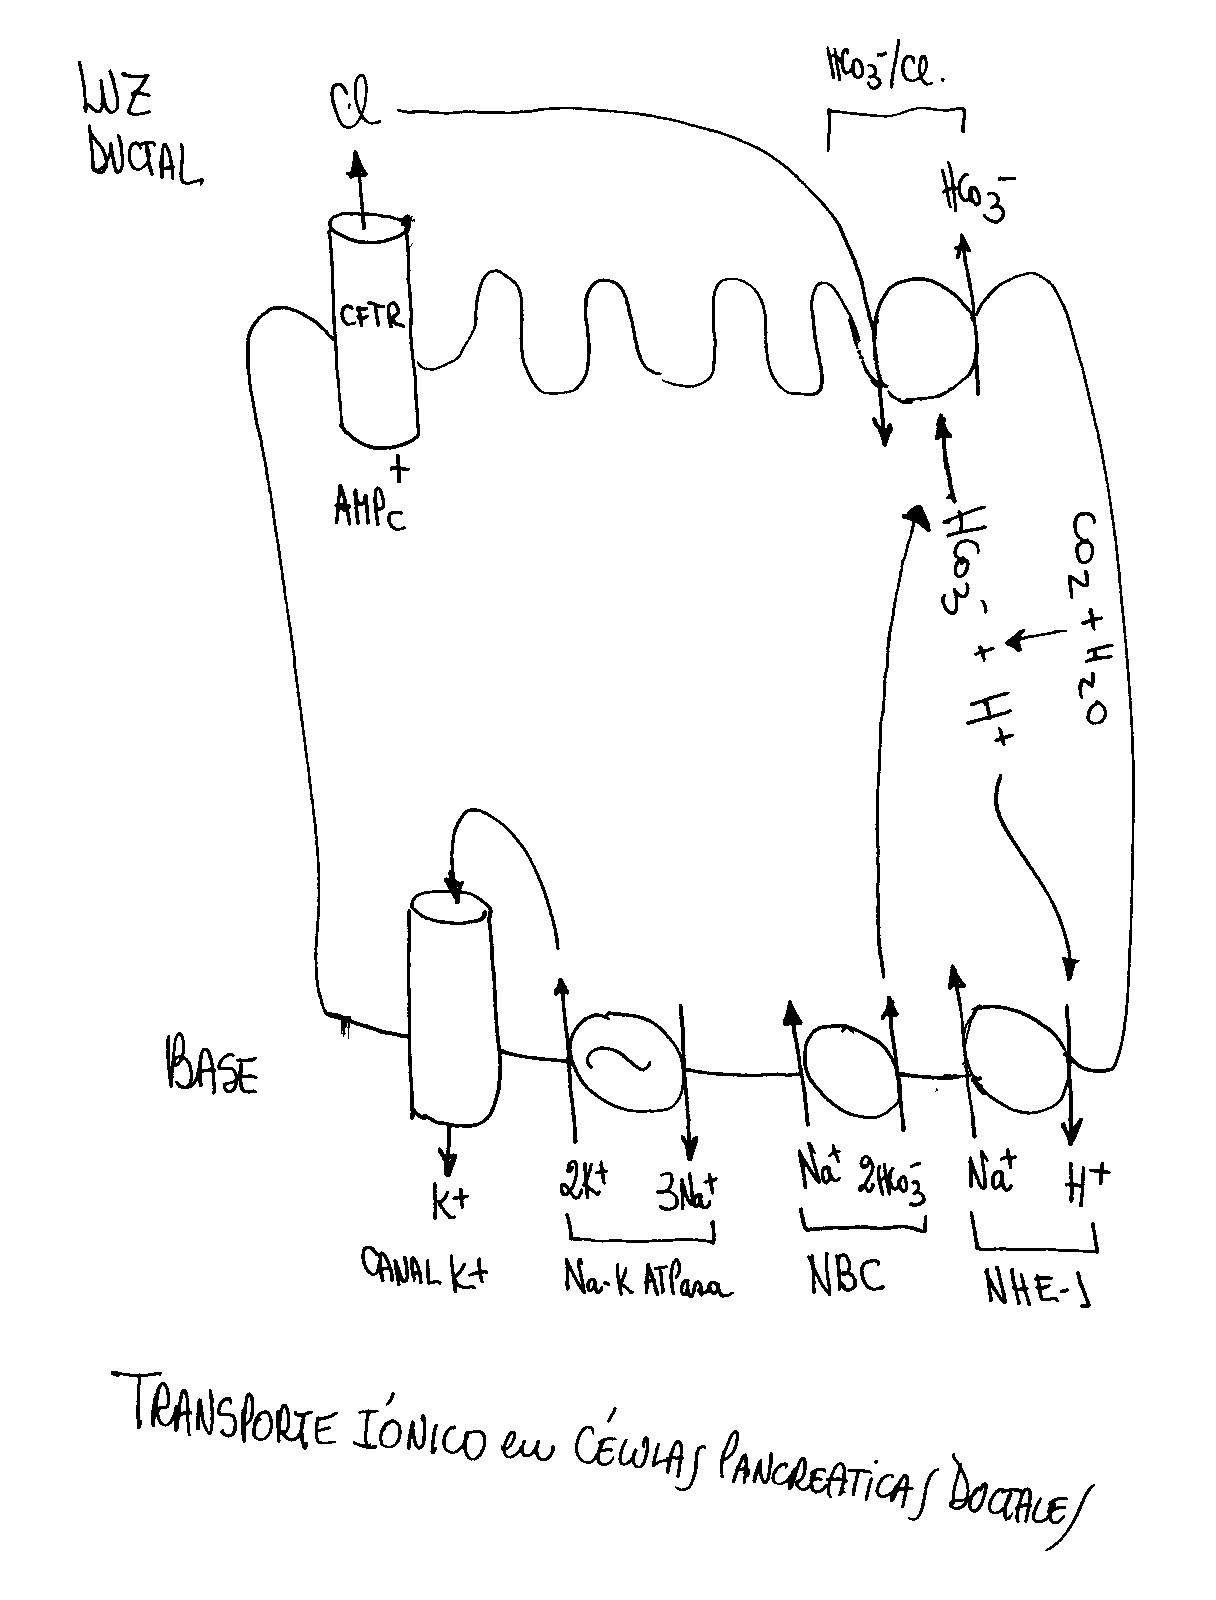 LUZ
DUCTAL
Cl
HCO3-/Cl.
HCO3-
CFTR
+
AMPC
HCO3- + H+
CO2 + H2O
BASE
K+
2K+
3Na+
Na+
2HCO3-
Na+
H+
CANAL K+
Na-K ATPasa
NBC
NHE-1
TRANSPORTE IÓNICO en CÉLULAS PANCREATICAS DUCTALES